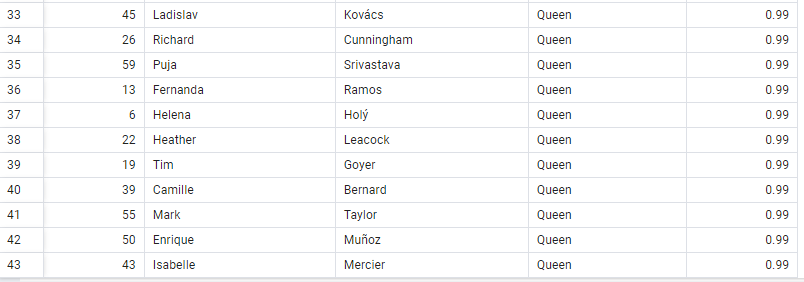 33 45 Ladislav Kovács Queen 0.99
34 26 Richard Cunningham Queen 0.99
35 59 Puja Srivastava Queen 0.99
36 13 Fernanda Ramos Queen 0.99
37 6 Helena Holý Queen 0.99
38 22 Heather Leacock Queen 0.99
39 19 Tim Goyer Queen 0.99
40 39 Camille Bernard Queen 0.99
41 55 Mark Taylor Queen 0.99
42 50 Enrique Muñoz Queen 0.99
43 43 Isabelle Mercier Queen 0.99